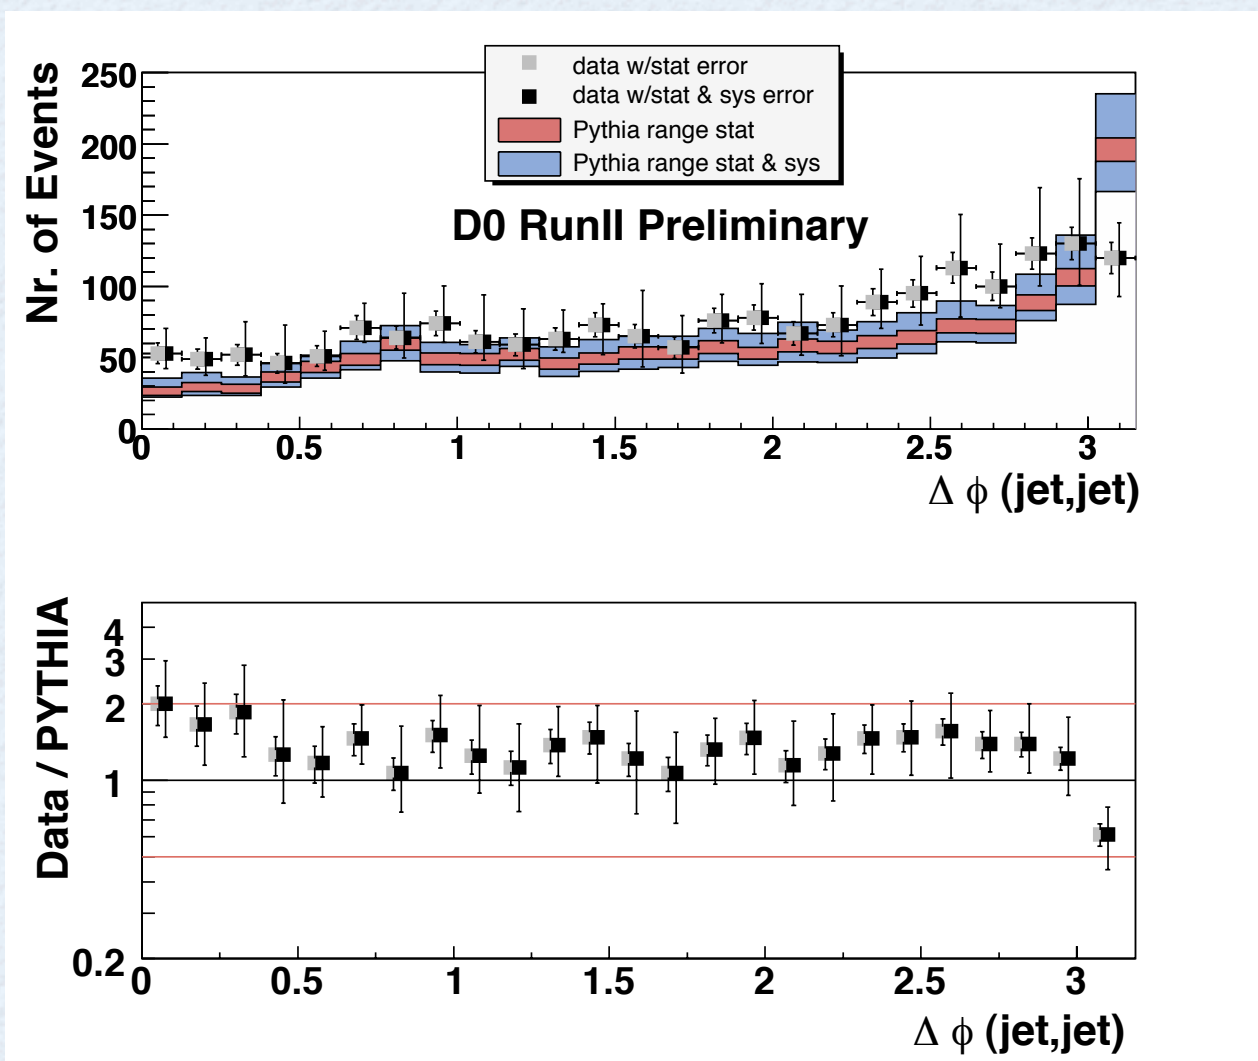 data w/stat error
data w/stat & sys error
Pythia range stat
Pythia range stat & sys
D0 RunII Preliminary
Nr. of Events
250
200
150
100
50
0
0 0.5 1 1.5 2 2.5 3
Δ ϕ (jet,jet)
Data / PYTHIA
4
3
2
1
0.2
0 0.5 1 1.5 2 2.5 3
Δ ϕ (jet,jet)